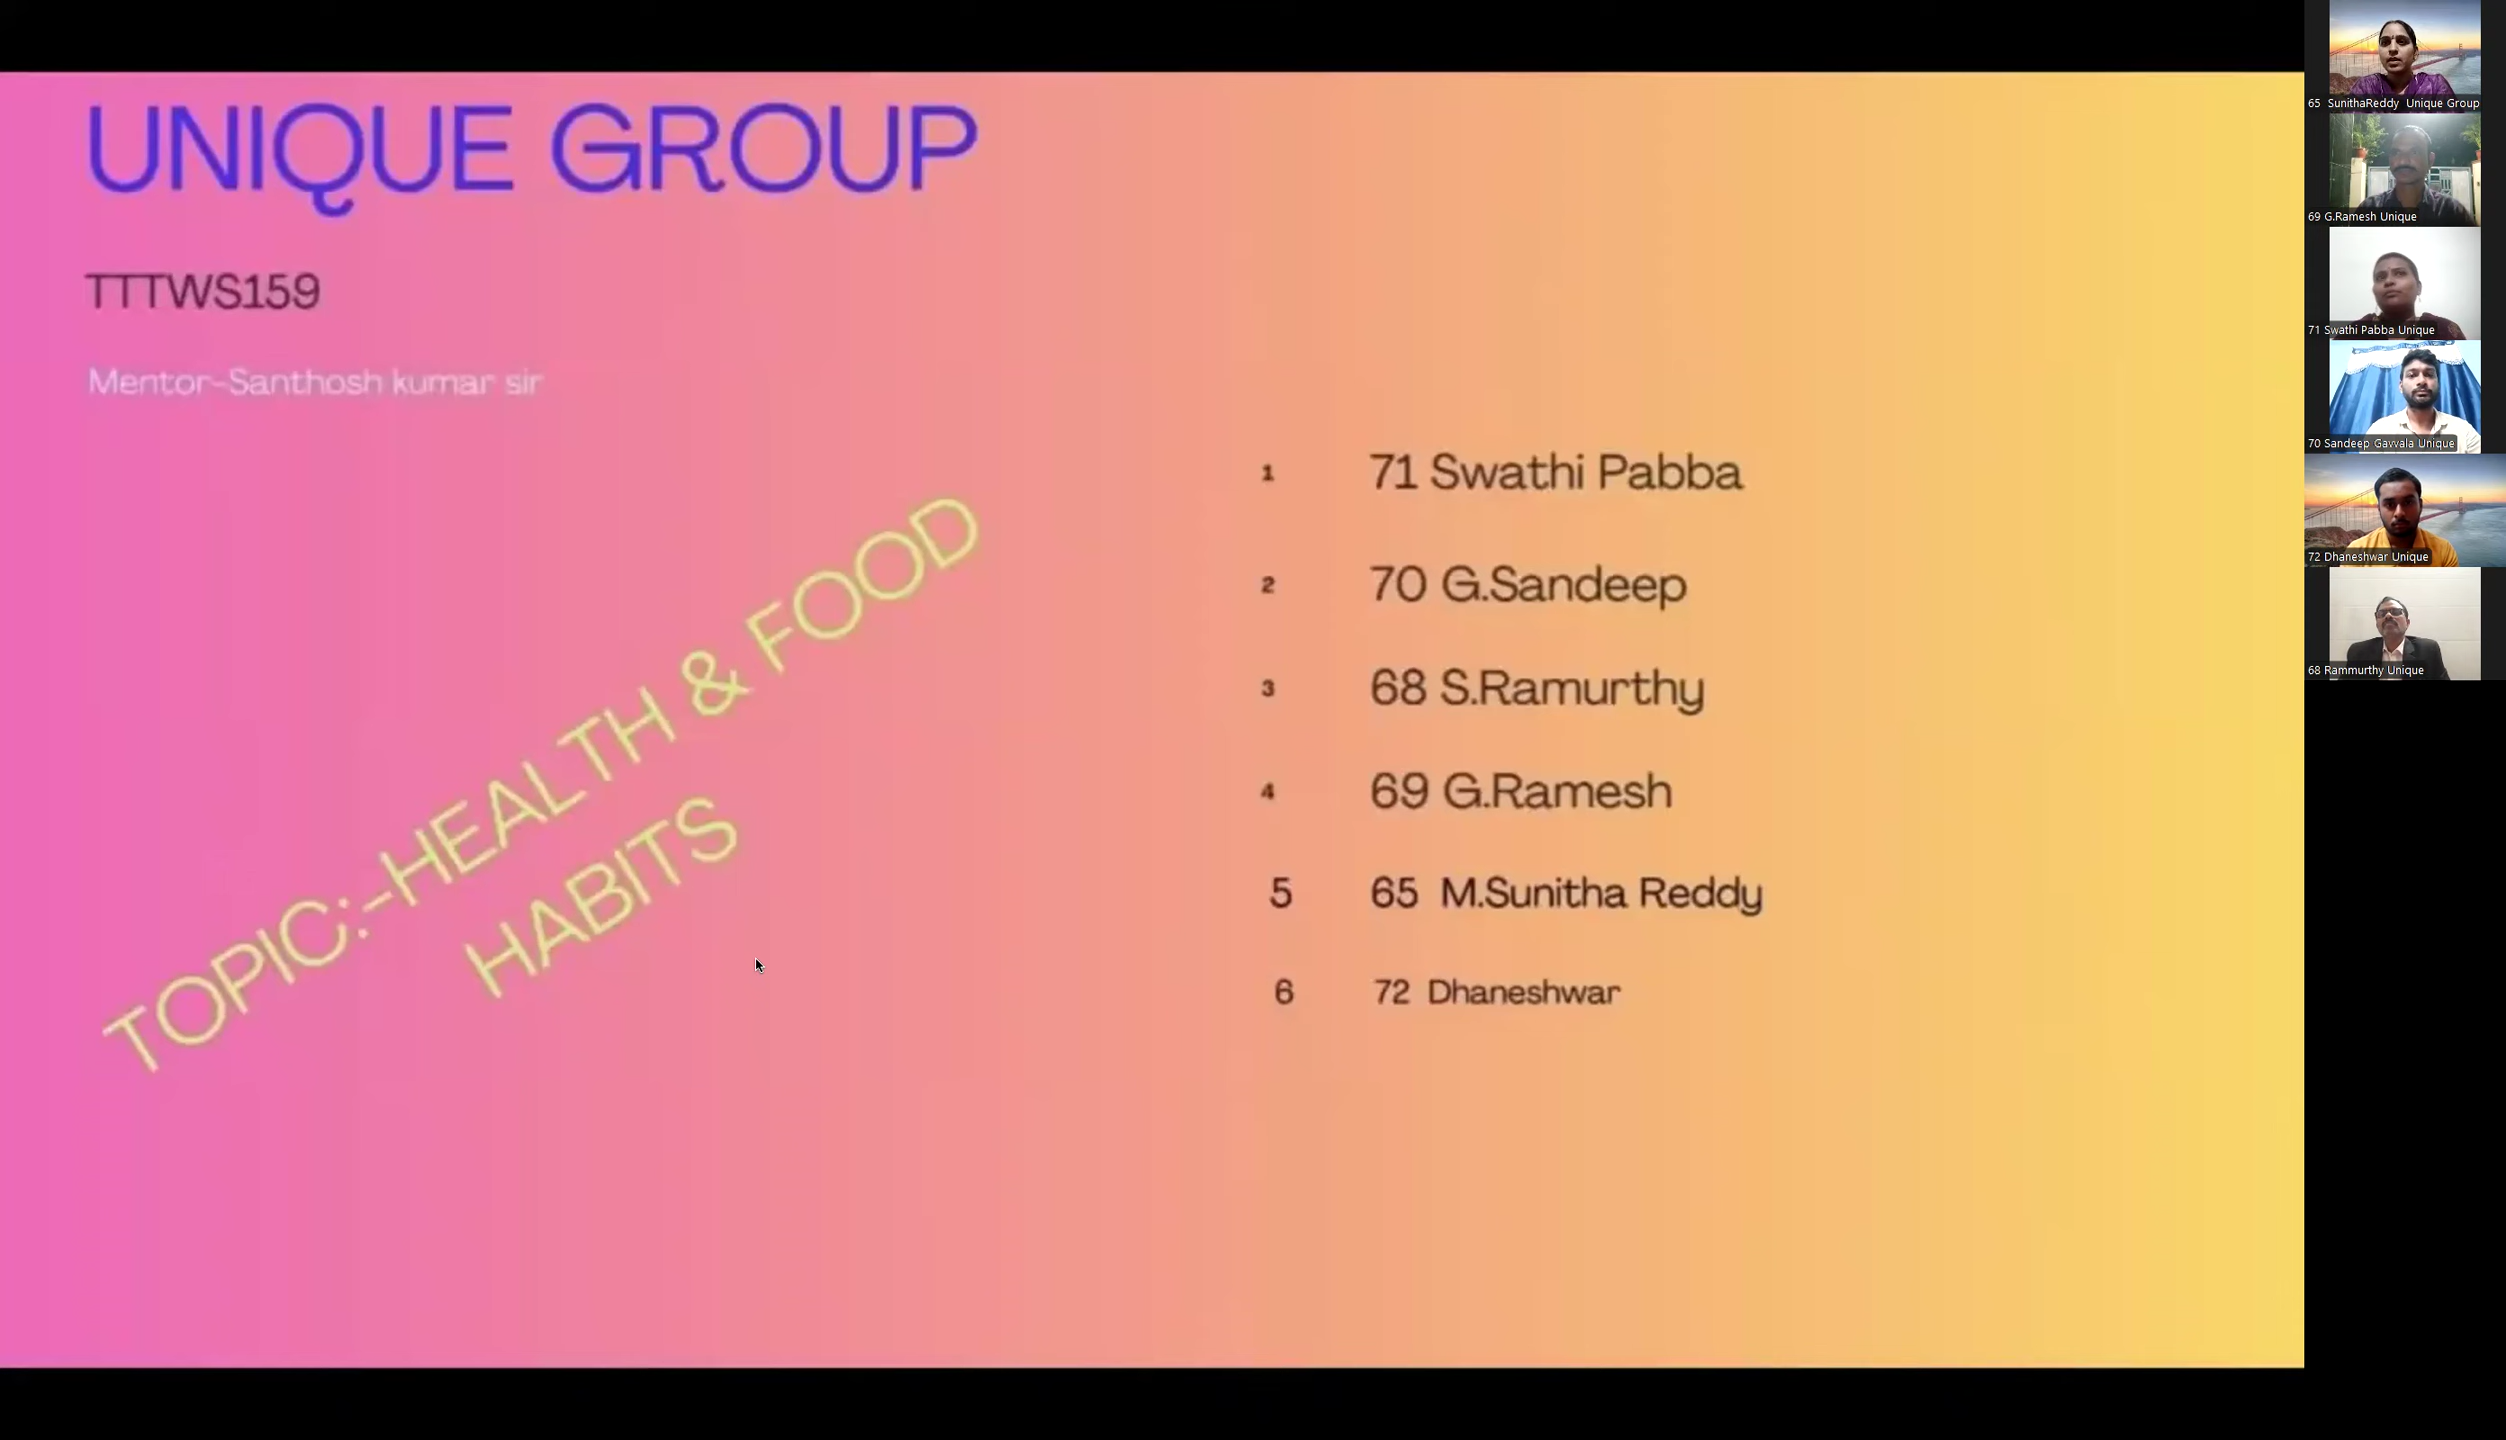 UNIQUE GROUP
TTTWS159
Mentor-Santhosh kumar sir
TOPIC:-HEALTH & FOOD
HABITS
1 71 Swathi Pabba
2 70 G.Sandeep
3 68 S.Ramurthy
4 69 G.Ramesh
5 65 M.Sunitha Reddy
6 72 Dhaneshwar
65 SunithaReddy Unique Group
69 G.Ramesh Unique
71 Swathi Pabba Unique
70 Sandeep Gavvala Unique
72 Dhaneshwar Unique
68 Rammurthy Unique